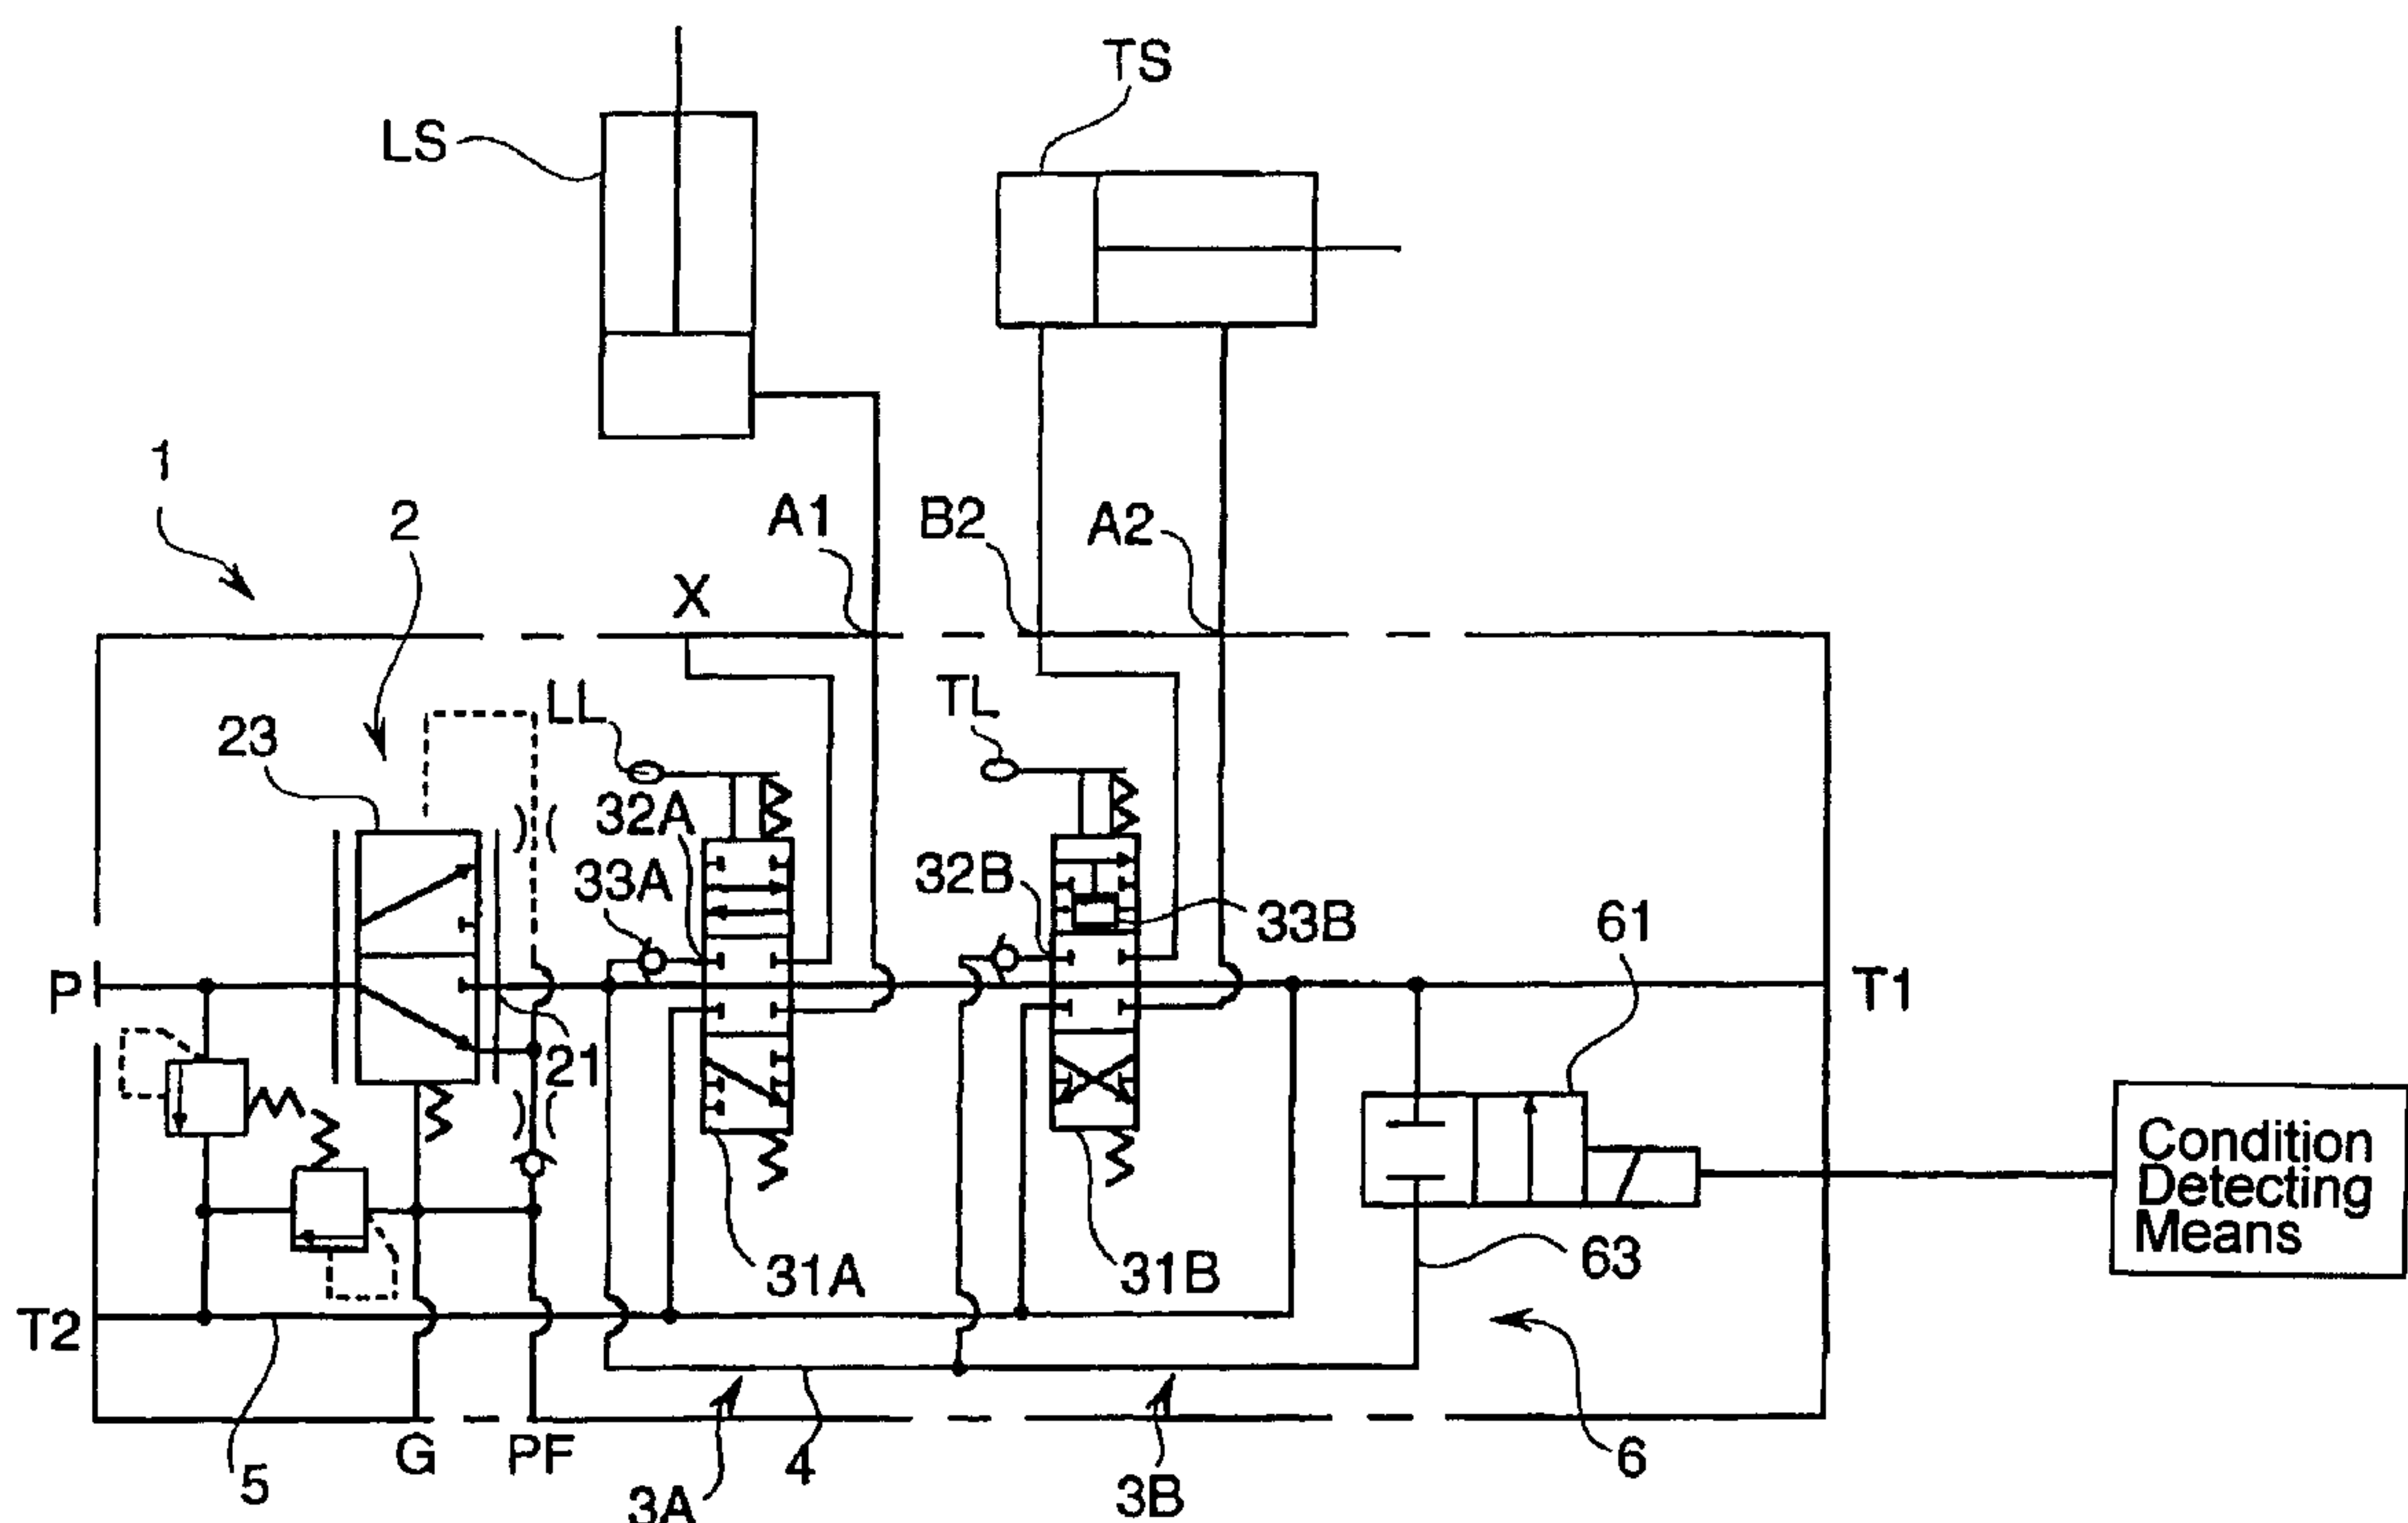 TS
LS
1
2
A1
B2
A2
X
LL
TL
23
32A
33A
32B
33B
61
P
T1
21
Condition
Detecting
Means
31A
31B
63
T2
G
PF
5
4
6
3A
3B